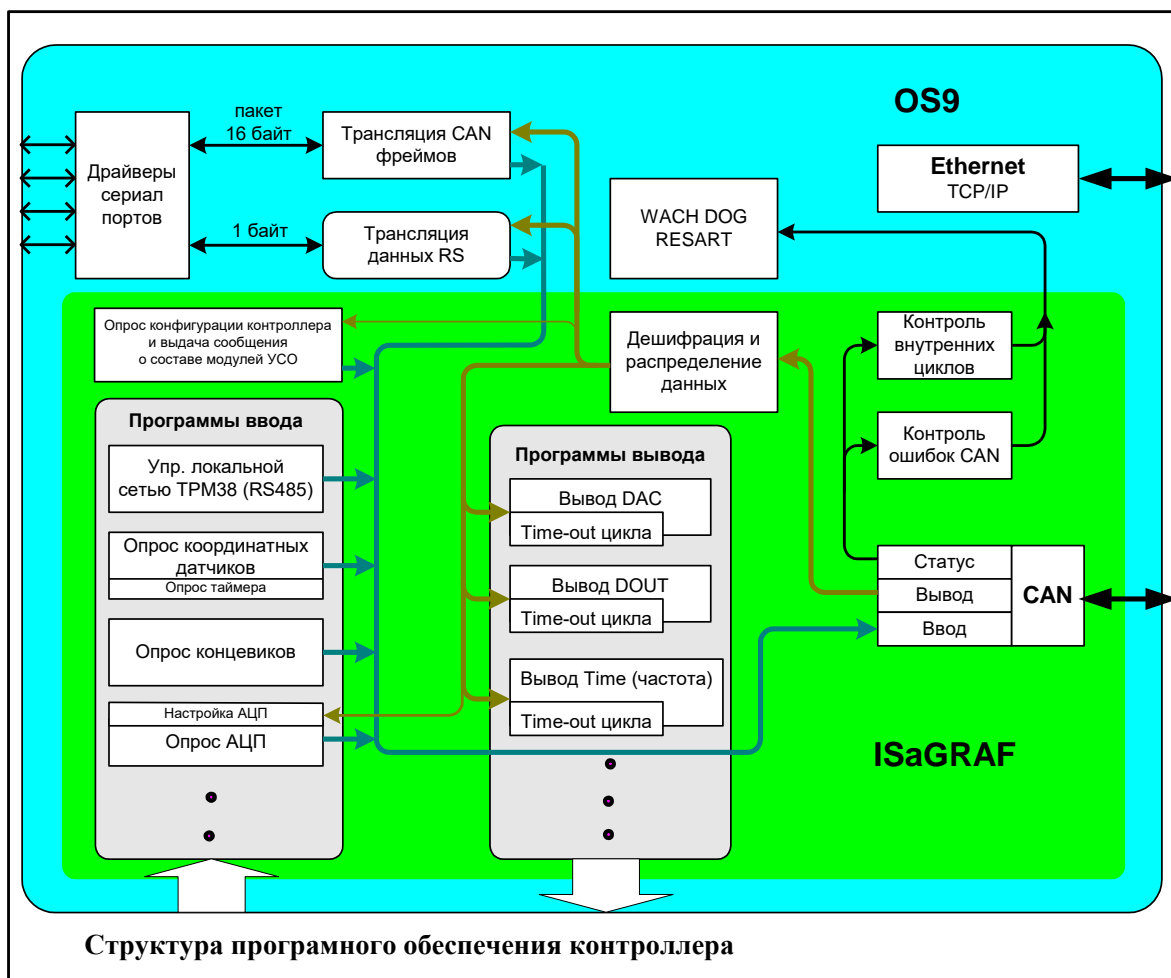 OS9
пакет
16 байт
Трансляция CAN
фреймов
Драйверы
сериал
портов
1 байт
Трансляция
данных RS
WACH DOG
RESART
Ethernet
TCP/IP
Опрос конфигурации контроллера
и выдача сообщения
о составе модулей УСО
Дешифрация и
распределение
данных
Контроль
внутренних
циклов
Контроль
ошибок CAN
Программы ввода
Упр. локальной
сетью ТРМ38 (RS485)
Опрос координатных
датчиков
Опрос таймера
Опрос концевиков
Настройка АЦП
Опрос АЦП
Программы вывода
Вывод DAC
Time-out цикла
Вывод DOUT
Time-out цикла
Вывод Time (частота)
Time-out цикла
Статус
Вывод
Ввод
CAN
ISaGRAF
Структура програмного обеспечения контроллера